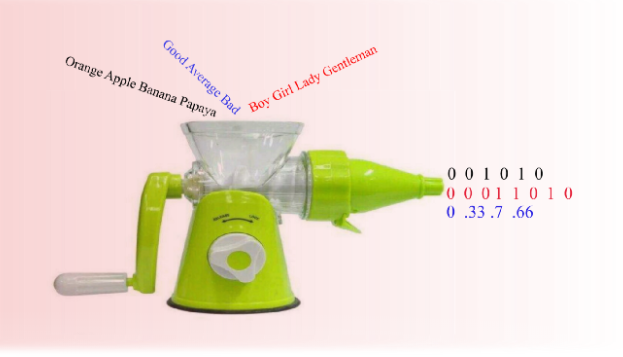 Orange Apple Banana Papaya
Good Average Bad
Boy Girl Lady Gentleman
0 0 1 0 1 0
0 0 0 1 1 0 1 0
0 .33 .7 .66